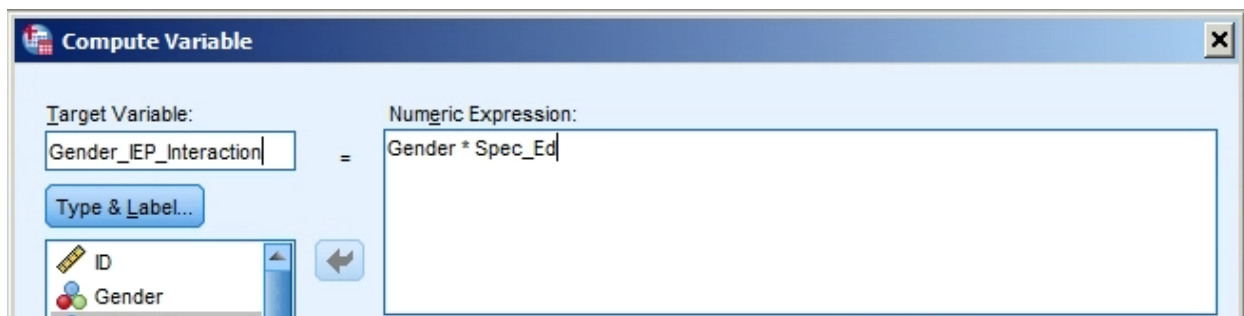 Compute Variable
Target Variable:
Numeric Expression:
Gender_IEP_Interaction
=
Gender * Spec_Ed
Type & Label...
ID
Gender